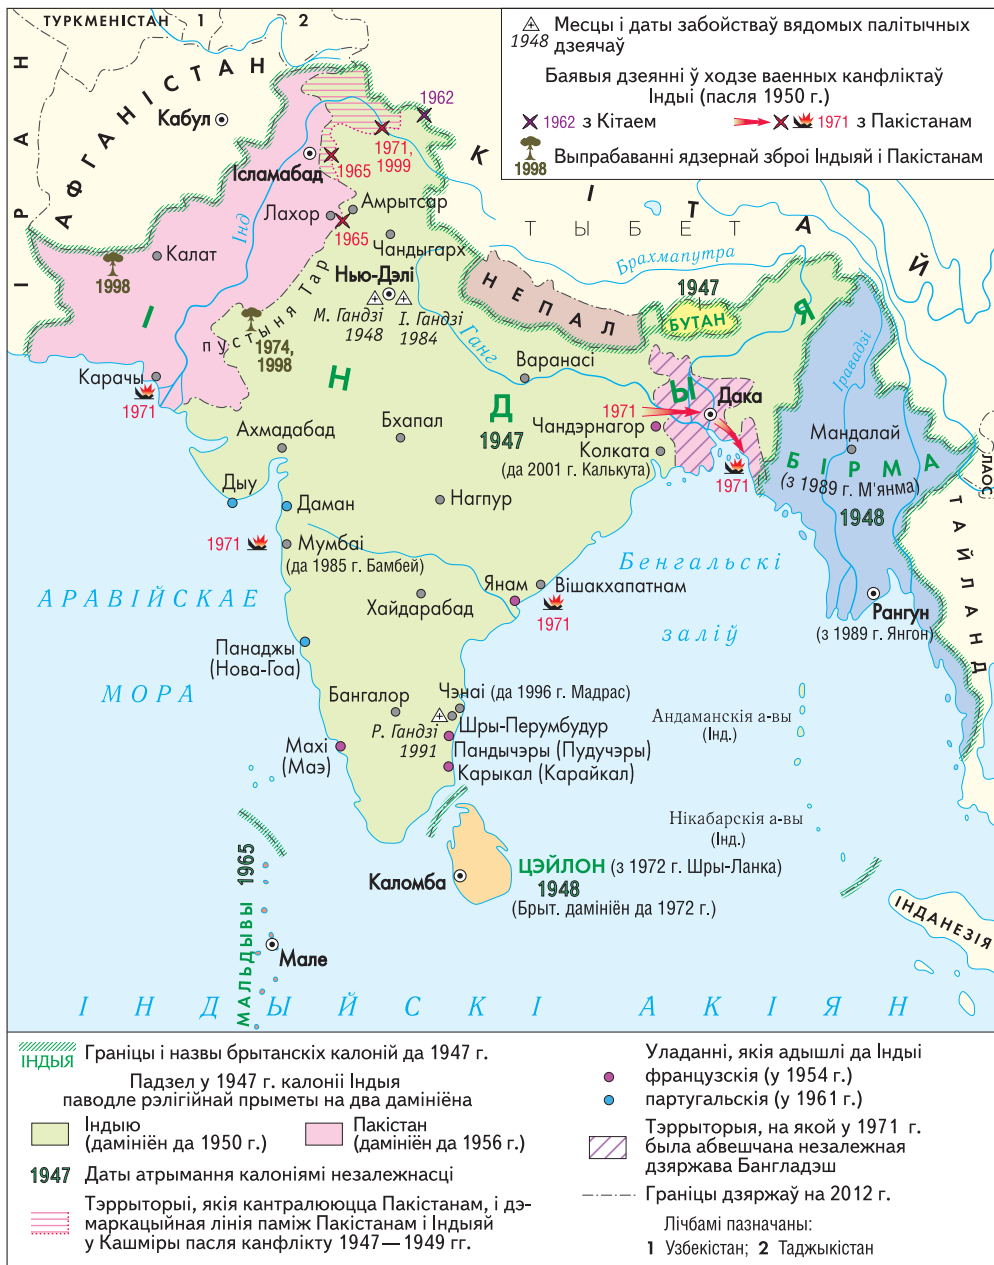 ТУРКМЕНІСТАН
1
2
ІРАН
АФГАНІСТАН
Кабул
1948
Месцы і даты забойстваў вядомых палітычных
дзеячаў
Баявыя дзеянні ў ходзе ваенных канфліктаў
Індыі (пасля 1950 г.)
1962 з Кітаем
1971 з Пакістанам
1998
Выпрабаванні ядзернай зброі Індыяй і Пакістанам
1962
1971,
1999
1965
Ісламабад
КІТАЙ
ТЫБЕТ
Інд
Лахор
Амрытсар
1965
Чандыгарх
Калат
1998
Нью-Дэлі
М. Гандзі
1948
І. Гандзі
1984
пустыня Тар
1974,
1998
НЕПАЛ
Брахмапутра
1947
БУТАН
Ганг
Варанасі
ІНДЫЯ
1947
Іравадзі
Карачы
1971
Ахмадабад
Бхапал
1971
Дака
Чандэрнагор
Колката
(да 2001 г. Калькута)
1971
Мандалай
БІРМА
(з 1989 г. М'янма)
1948
ЛАОС
ТАЙЛАНД
Дыу
Даман
Нагпур
1971
Мумбаі
(да 1985 г. Бамбей)
Хайдарабад
Янам
Вішакхапатнам
1971
Бенгальскі
заліў
Рангун
(з 1989 г. Янгон)
АРАВІЙСКАЕ
МОРА
Панаджы
(Нова-Гоа)
Бангалор
Чэнаі (да 1996 г. Мадрас)
Р. Гандзі
1991
Шры-Перумбудур
Пандычэры (Пудучэры)
Карыкал (Карайкал)
Махі
(Маэ)
Андаманскія а-вы
(Інд.)
Нікабарскія а-вы
(Інд.)
Каломба
ЦЭЙЛОН (з 1972 г. Шры-Ланка)
1948
(Брыт. дамініён да 1972 г.)
МАЛЬДЫВЫ 1965
Мале
ІНДАНЕЗІЯ
ІНДЫЙСКІ АКІЯН
ІНДЫЯ
Граніцы і назвы брытанскіх калоній да 1947 г.
Падзел у 1947 г. калоніі Індыя
паводле рэлігійнай прыметы на два дамініёна
Індыю
(дамініён да 1950 г.)
Пакістан
(дамініён да 1956 г.)
1947 Даты атрымання калоніямі незалежнасці
Тэррыторыі, якія кантралююцца Пакістанам, і дэ-
маркацыйная лінія паміж Пакістанам і Індыяй
у Кашміры пасля канфлікту 1947—1949 гг.
Уладанні, якія адышлі да Індыі
французскія (у 1954 г.)
партугальскія (у 1961 г.)
Тэррыторыя, на якой у 1971 г.
была абвешчана незалежная
дзяржава Бангладэш
Граніцы дзяржаў на 2012 г.
Лічбамі пазначаны:
1 Узбекістан; 2 Таджыкістан